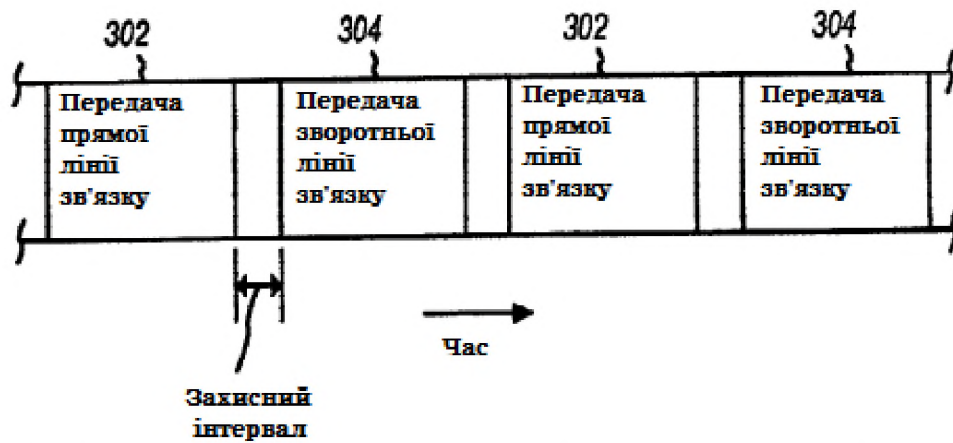 302
304
302
304
Передача
прямої
лінії
зв'язку
Передача
зворотньої
лінії
зв'язку
Передача
прямої
лінії
зв'язку
Передача
зворотньої
лінії
зв'язку
Час
Захисний
інтервал